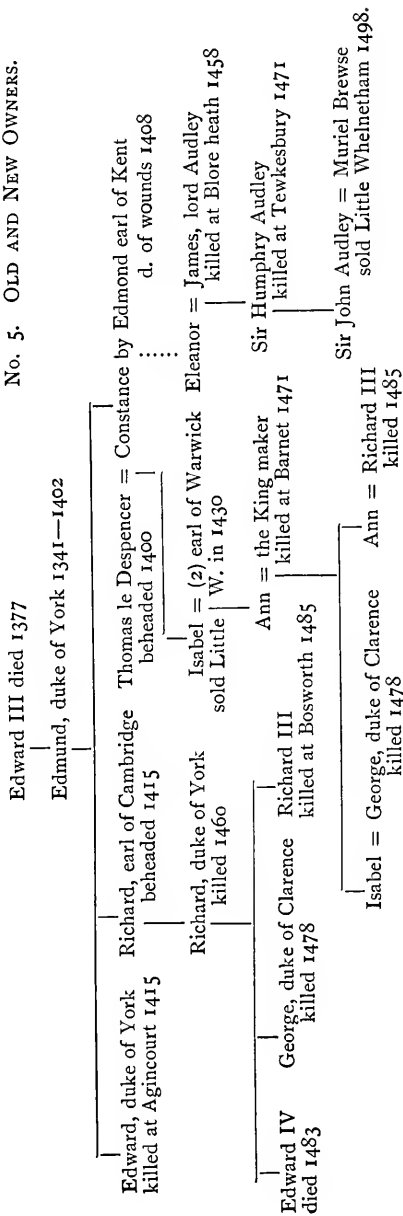 No. 5. OLD AND NEW OWNERS.
Edward III died 1377
Edmund, duke of York 1341—1402
Edward, duke of York
killed at Agincourt 1415
Richard, earl of Cambridge
beheaded 1415
Thomas le Despencer = Constance by Edmond earl of Kent
beheaded 1400
d. of wounds 1408
Richard, duke of York
killed 1460
Isabel = (2) earl of Warwick
sold Little W. in 1430
Eleanor = James, lord Audley
killed at Blore heath 1458
Edward IV
died 1483
George, duke of Clarence
killed 1478
Richard III
killed at Bosworth 1485
Ann = the King maker
killed at Barnet 1471
Sir Humphry Audley
killed at Tewkesbury 1471
Isabel = George, duke of Clarence
killed 1478
Ann = Richard III
killed 1485
Sir John Audley = Muriel Brewse
sold Little Whelnetham 1498.